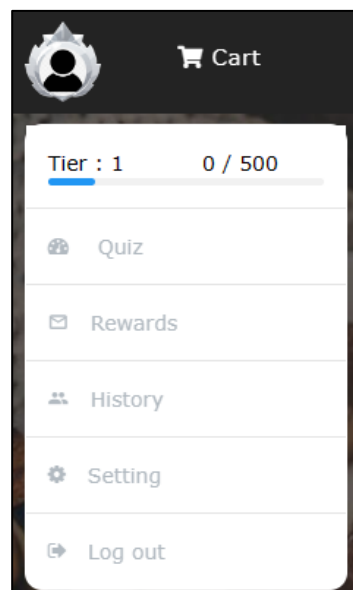 Cart
Tier : 1 0 / 500
Quiz
Rewards
History
Setting
Log out